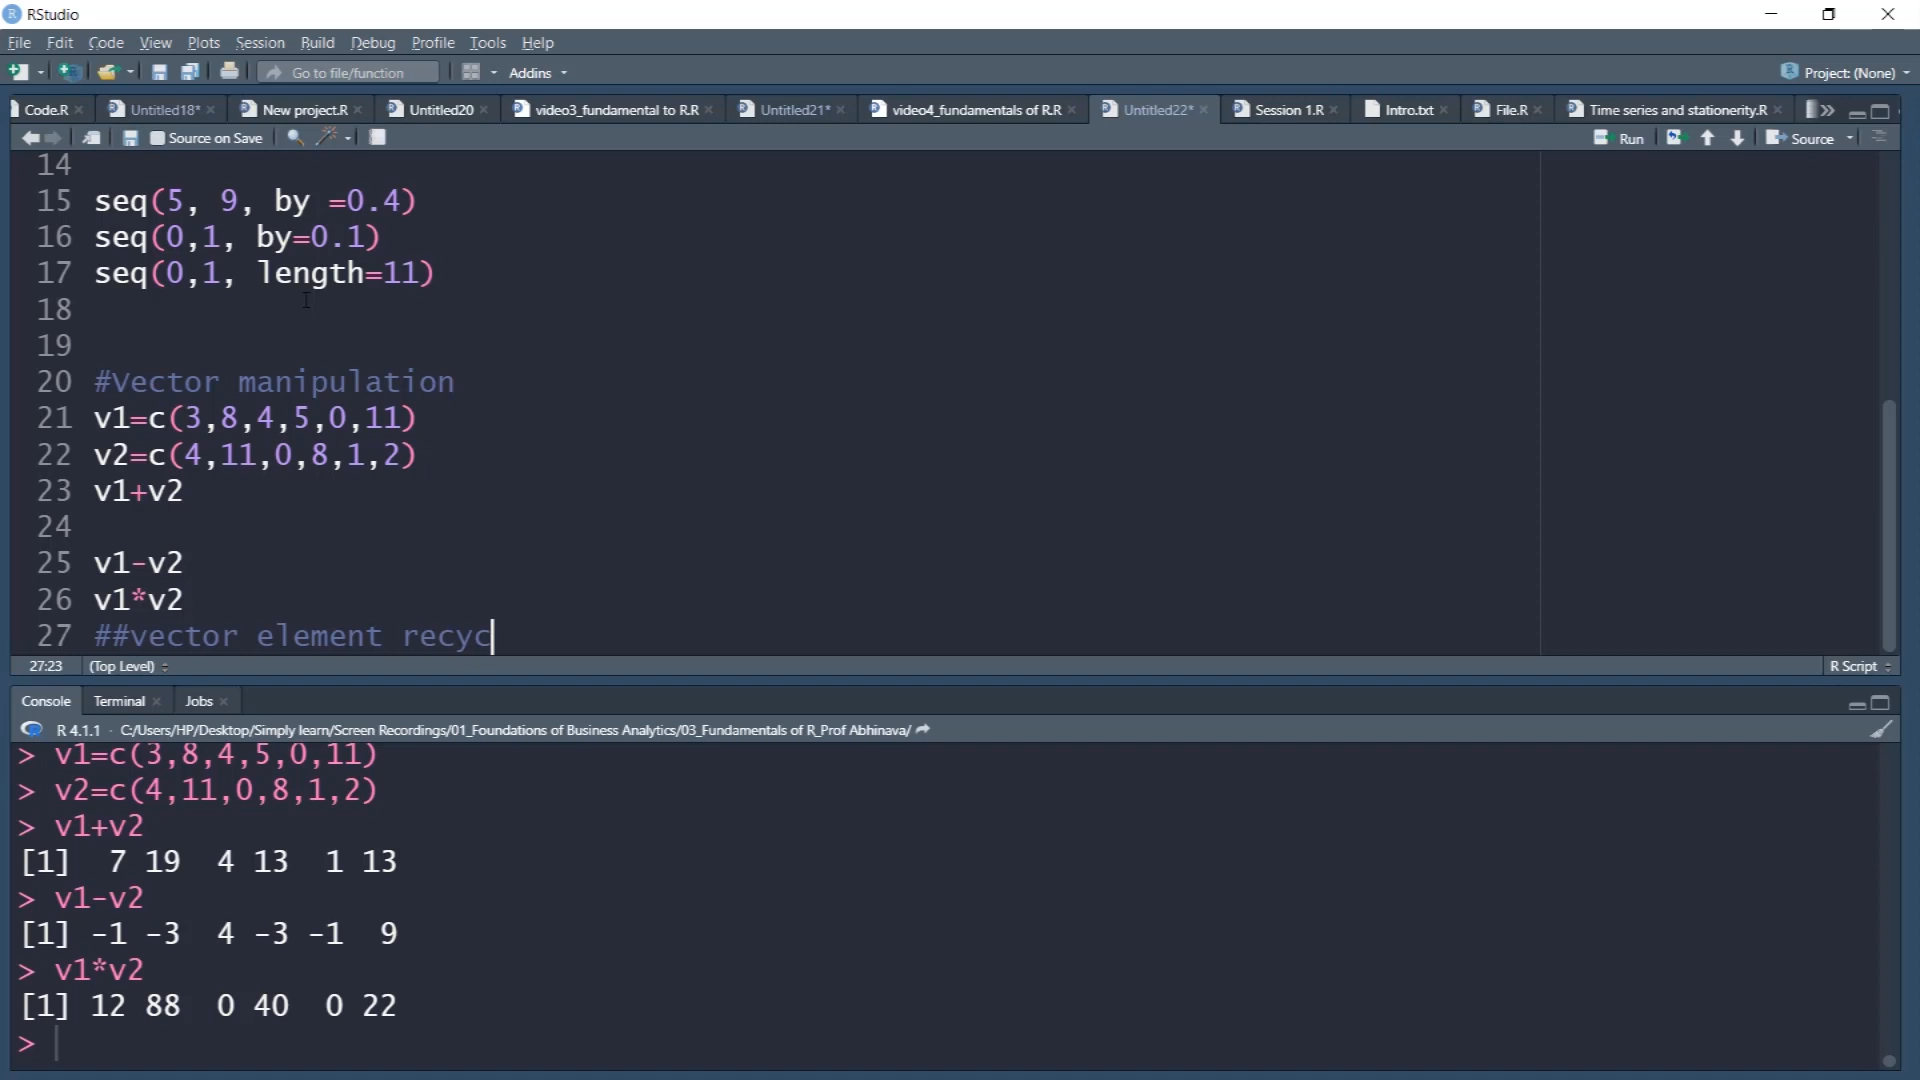 RStudio
File Edit Code View Plots Session Build Debug Profile Tools Help
Go to file/function Addins Project: (None)
Code.R Untitled18* New project.R Untitled20 video3_fundamental to R.R Untitled21* video4_fundamentals of R.R Untitled22* Session 1.R Intro.txt File.R Time series and stationerity.R
Source on Save Run Source
14
15 seq(5, 9, by =0.4)
16 seq(0,1, by=0.1)
17 seq(0,1, length=11)
18
19
20 #Vector manipulation
21 v1=c(3,8,4,5,0,11)
22 v2=c(4,11,0,8,1,2)
23 v1+v2
24
25 v1-v2
26 v1*v2
27 ##vector element recyc
27:23 (Top Level) R Script
Console Terminal Jobs
R 4.1.1 · C:/Users/HP/Desktop/Simply learn/Screen Recordings/01_Foundations of Business Analytics/03_Fundamentals of R_Prof Abhinava/
> v1=c(3,8,4,5,0,11)
> v2=c(4,11,0,8,1,2)
> v1+v2
[1] 7 19 4 13 1 13
> v1-v2
[1] -1 -3 4 -3 -1 9
> v1*v2
[1] 12 88 0 40 0 22
>